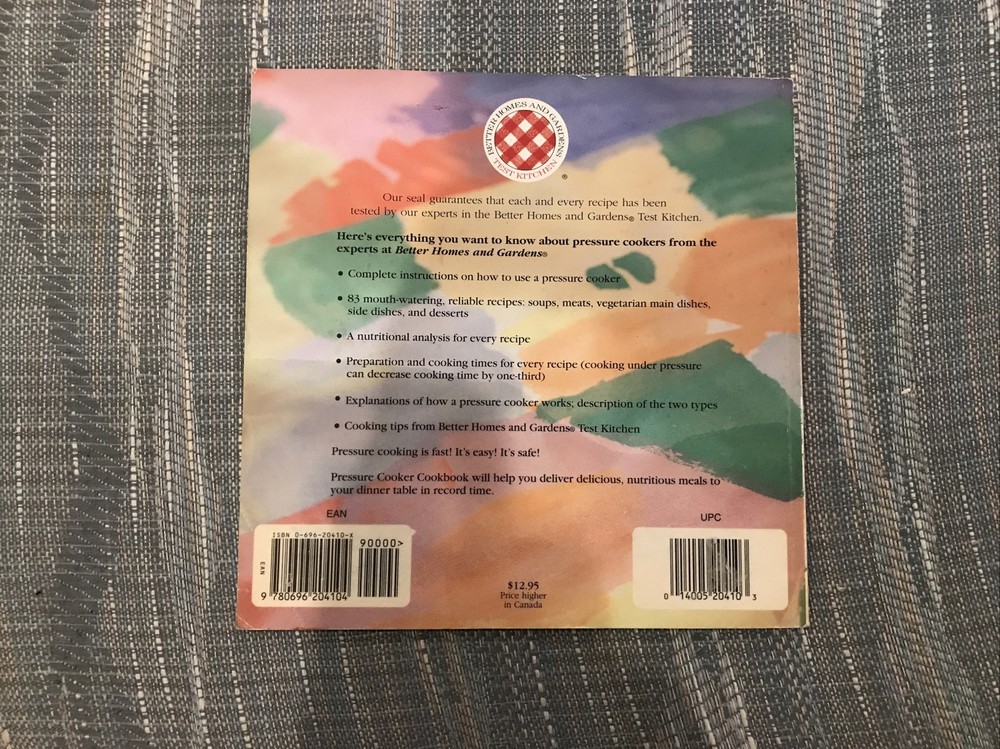 BETTER HOMES AND GARDENS
TEST KITCHEN
®
Our seal guarantees that each and every recipe has been
tested by our experts in the Better Homes and Gardens® Test Kitchen.
Here's everything you want to know about pressure cookers from the
experts at Better Homes and Gardens®
• Complete instructions on how to use a pressure cooker
• 83 mouth-watering, reliable recipes: soups, meats, vegetarian main dishes,
side dishes, and desserts
• A nutritional analysis for every recipe
• Preparation and cooking times for every recipe (cooking under pressure
can decrease cooking time by one-third)
• Explanations of how a pressure cooker works; description of the two types
• Cooking tips from Better Homes and Gardens® Test Kitchen
Pressure cooking is fast! It's easy! It's safe!
Pressure Cooker Cookbook will help you deliver delicious, nutritious meals to
your dinner table in record time.
EAN
ISBN 0-696-20410-X
90000>
EAN
9 780696 204104
$12.95
Price higher
in Canada
UPC
0 14005 20410 3